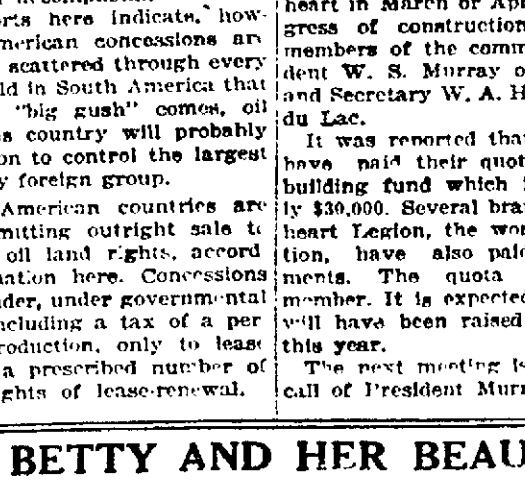 orts here indicate, how-
merican concessions are
scattered through every
ld in South America that
"big gush" comes, oil
s country will probably
on to control the largest
y foreign group.
American countries are
mitting outright sale to
oil land rights, accord
nation here. Concessions
der, under governmental
ncluding a tax of a per
roduction, only to lease
a prescribed number of
ghts of lease-renewal.
heart in March or Apr
gress of construction
members of the comm
dent W. S. Murray o
and Secretary W. A. H
du Lac.
It was reported that
have paid their quot
building fund which
ly $30,000. Several bra
heart Legion, the wor
tion, have also paid
ments. The quota
member. It is expected
will have been raised
this year.
The next meeting is
call of President Murr
BETTY AND HER BEAU